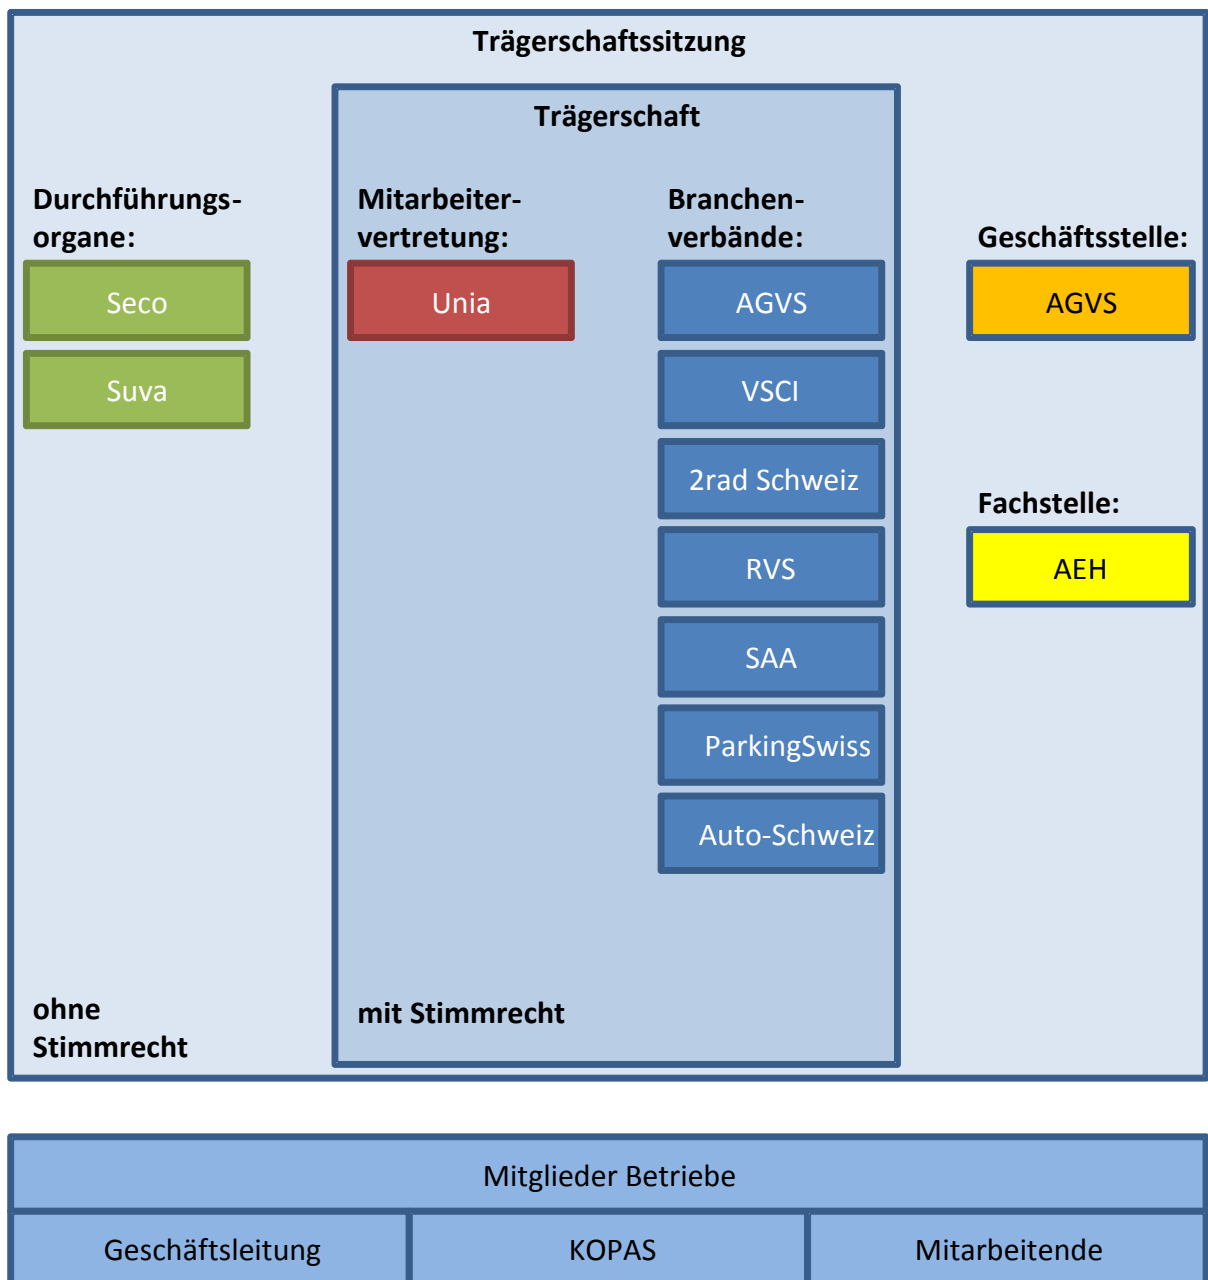 Trägerschaftssitzung
Trägerschaft
Durchführungs-
organe:
Seco
Suva
ohne
Stimmrecht
Mitarbeiter-
vertretung:
Unia
mit Stimmrecht
Branchen-
verbände:
AGVS
VSCI
2rad Schweiz
RVS
SAA
ParkingSwiss
Auto-Schweiz
Geschäftsstelle:
AGVS
Fachstelle:
AEH
Mitglieder Betriebe
Geschäftsleitung
KOPAS
Mitarbeitende